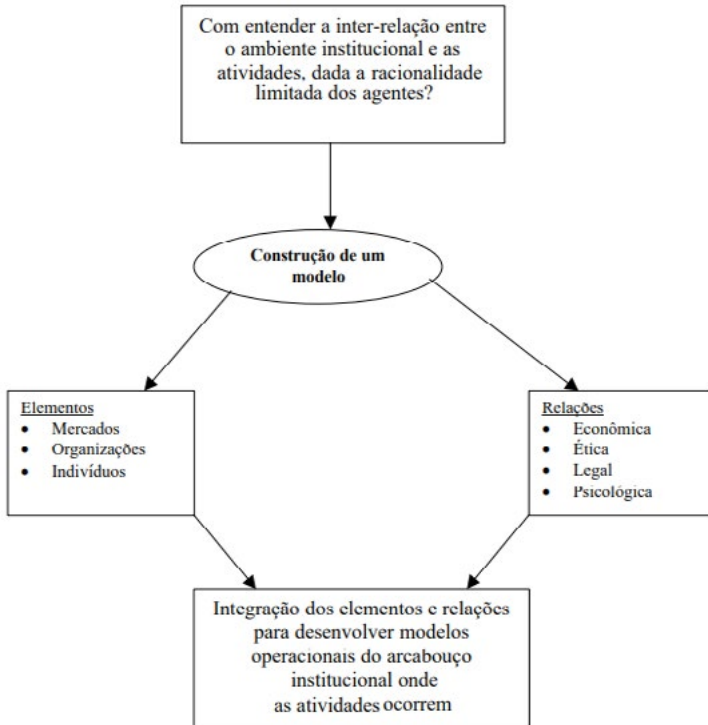 Com entender a inter-relação entre
o ambiente institucional e as
atividades, dada a racionalidade
limitada dos agentes?
Construção de um
modelo
Elementos
• Mercados
• Organizações
• Indivíduos
Relações
• Econômica
• Ética
• Legal
• Psicológica
Integração dos elementos e relações
para desenvolver modelos
operacionais do arcabouço
institucional onde
as atividades ocorrem